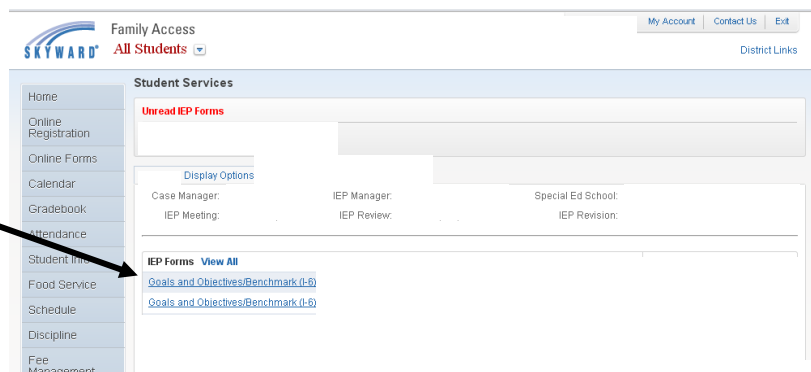 My Account Contact Us Exit
Family Access
SKYWARD® All Students
District Links
Student Services
Home
Unread IEP Forms
Online
Registration
Online Forms
Display Options
Calendar
Case Manager: IEP Manager: Special Ed School:
Gradebook
IEP Meeting: IEP Review: IEP Revision:
Attendance
Student Info
IEP Forms View All
Food Service
Goals and Objectives/Benchmark (I-6)
Goals and Objectives/Benchmark (I-6)
Schedule
Discipline
Fee
Management